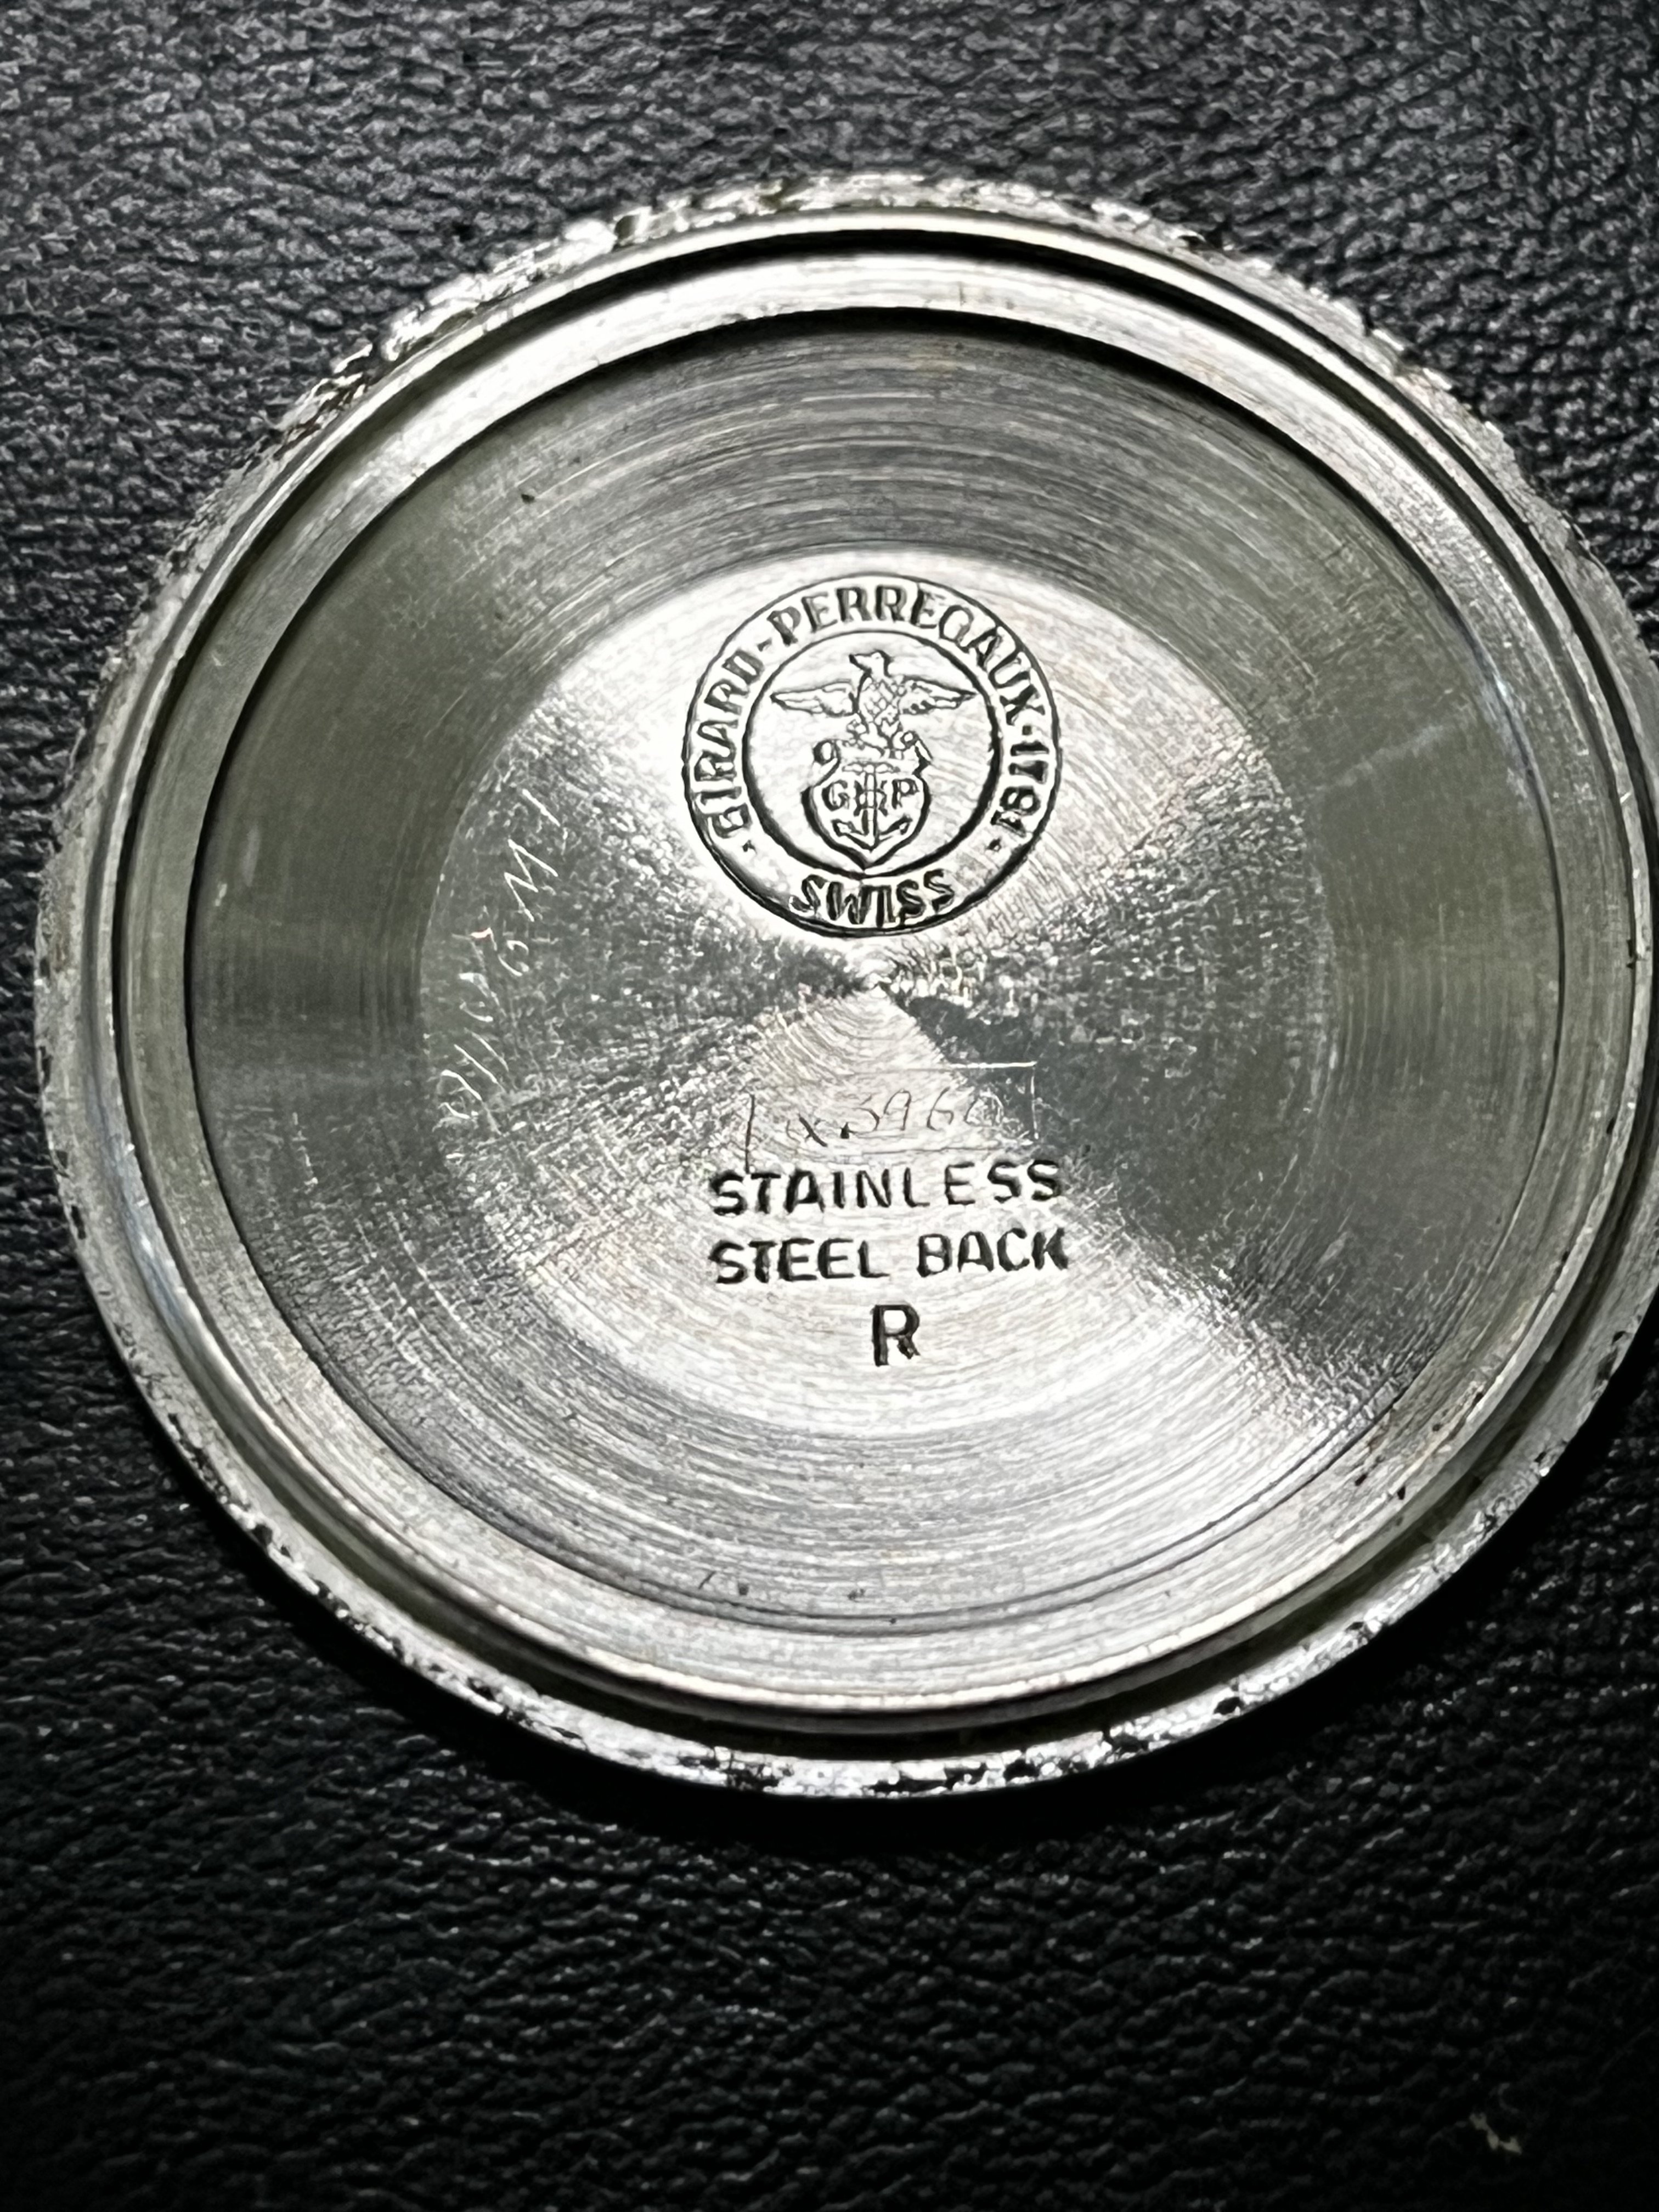 GIRARD-PERREGAUX·1791·
SWISS
G P
STAINLESS
STEEL BACK
R